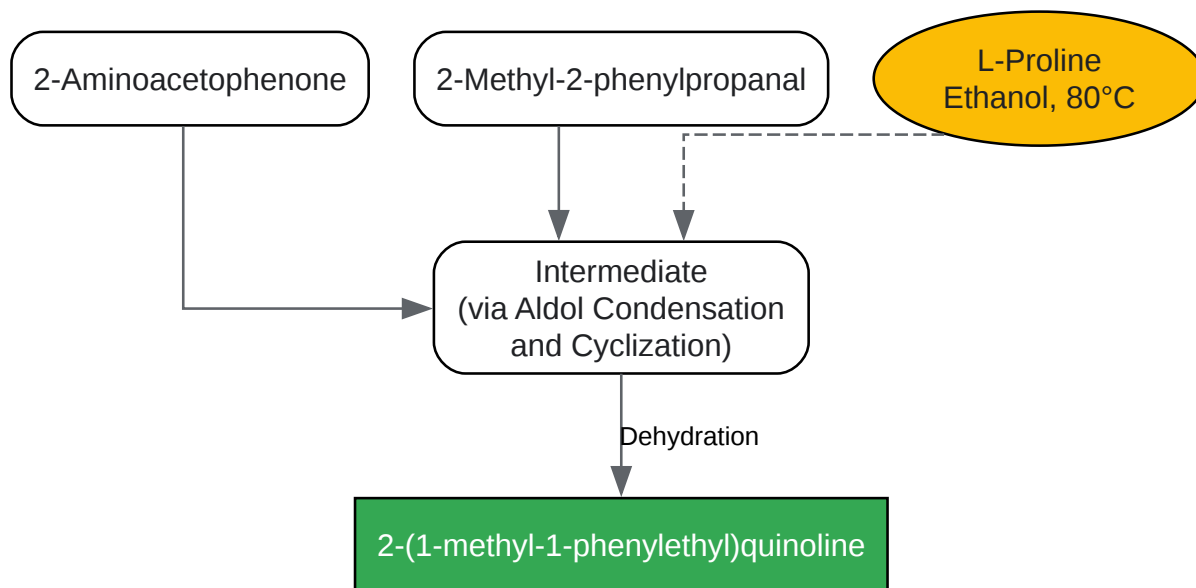 2-Aminoacetophenone
2-Methyl-2-phenylpropanal
L-Proline
Ethanol, 80°C
Intermediate
(via Aldol Condensation
and Cyclization)
Dehydration
2-(1-methyl-1-phenylethyl)quinoline